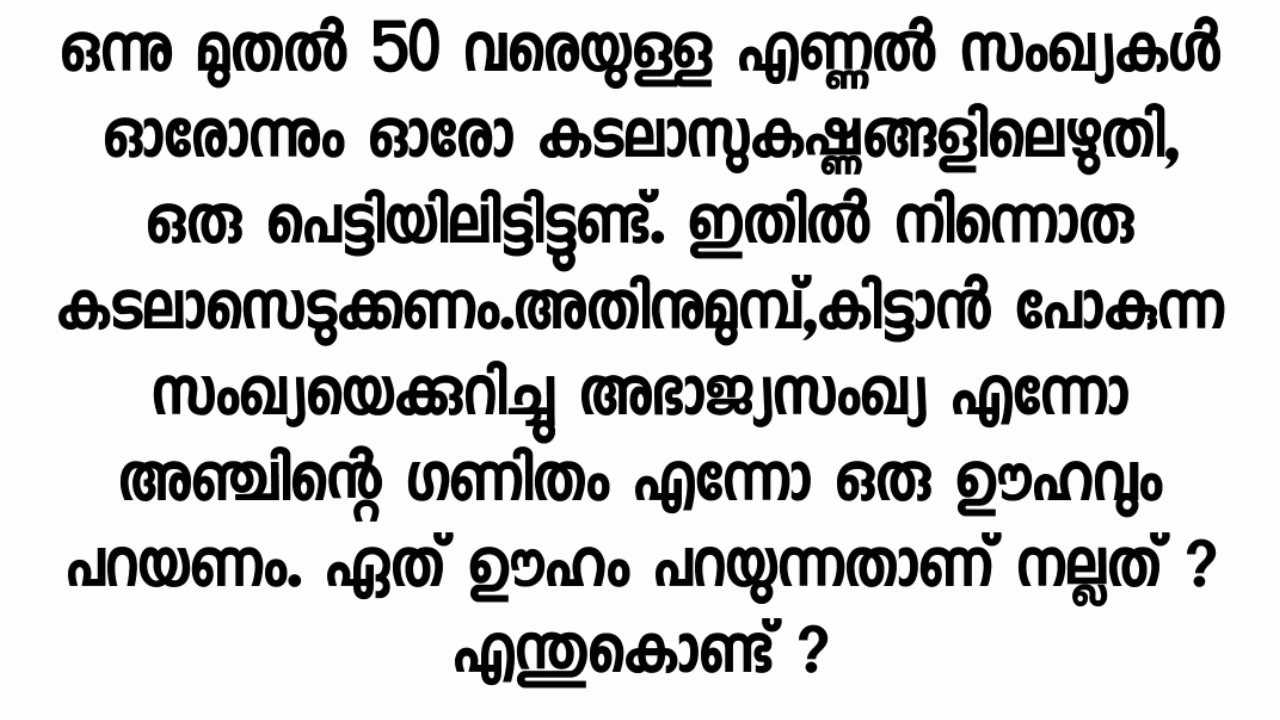 ഒന്നു മുതൽ 50 വരെയുള്ള എണ്ണൽ സംഖ്യകൾ
ഓരോന്നും ഓരോ കടലാസുകഷ്ണങ്ങളിലെഴുതി,
ഒരു പെട്ടിയിലിട്ടിട്ടുണ്ട്. ഇതിൽ നിന്നൊരു
കടലാസെടുക്കണം.അതിനുമുമ്പ്,കിട്ടാൻ പോകുന്ന
സംഖ്യയെക്കുറിച്ചു അഭാജ്യസംഖ്യ എന്നോ
അഞ്ചിന്റെ ഗണിതം എന്നോ ഒരു ഊഹവും
പറയണം. ഏത് ഊഹം പറയുന്നതാണ് നല്ലത് ?
എന്തുകൊണ്ട് ?